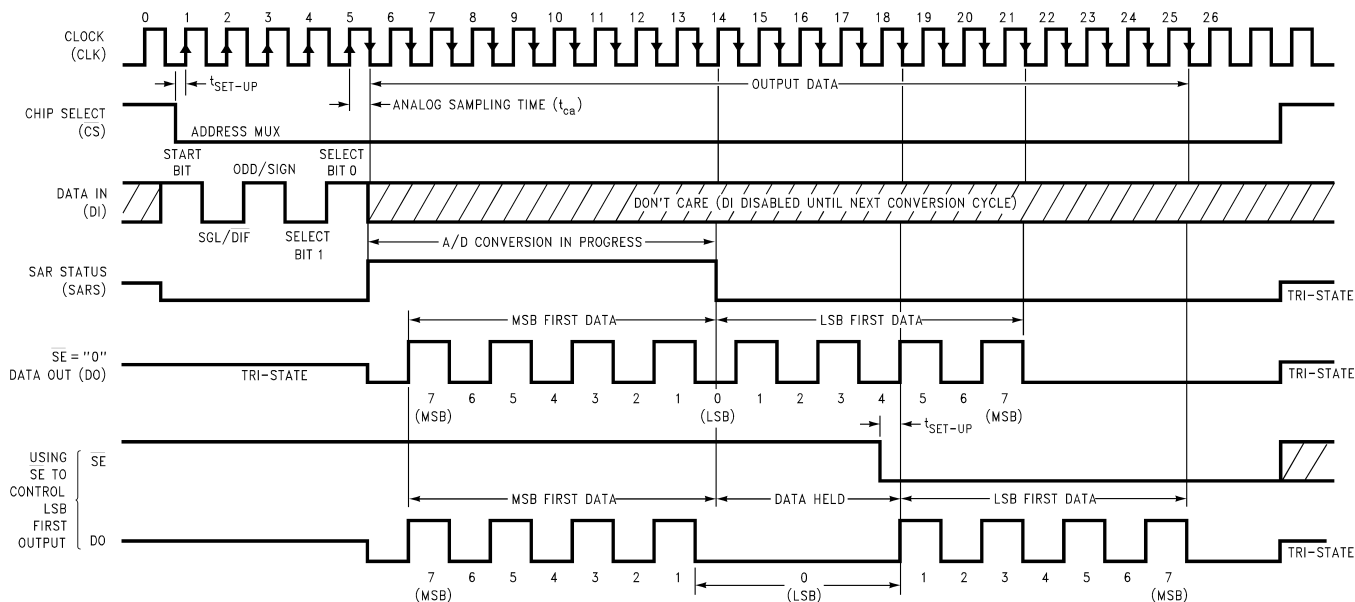 0 1 2 3 4 5 6 7 8 9 10 11 12 13 14 15 16 17 18 19 20 21 22 23 24 25 26
CLOCK
(CLK)
tSET-UP
OUTPUT DATA
ANALOG SAMPLING TIME (tca)
CHIP SELECT
(CS)
ADDRESS MUX
START
BIT
ODD/SIGN
SELECT
BIT 0
DATA IN
(DI)
DON'T CARE (DI DISABLED UNTIL NEXT CONVERSION CYCLE)
SGL/DIF
SELECT
BIT 1
A/D CONVERSION IN PROGRESS
SAR STATUS
(SARS)
TRI-STATE
MSB FIRST DATA
LSB FIRST DATA
SE = "0"
DATA OUT (DO)
TRI-STATE
TRI-STATE
7 6 5 4 3 2 1 0 1 2 3 4 5 6 7
(MSB) (LSB) (MSB)
tSET-UP
USING
SE TO
CONTROL
LSB
FIRST
OUTPUT
SE
MSB FIRST DATA
DATA HELD
LSB FIRST DATA
DO
TRI-STATE
7 6 5 4 3 2 1 0 1 2 3 4 5 6 7
(MSB) (LSB) (MSB)